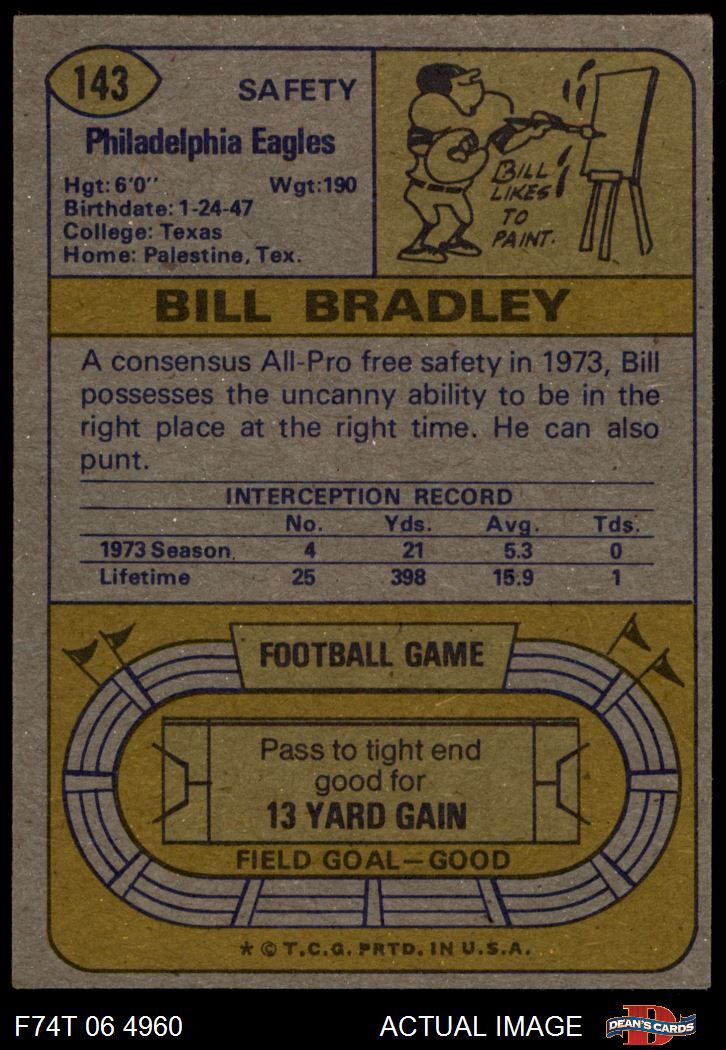 143
SAFETY
Philadelphia Eagles
Hgt: 6'0" Wgt:190
Birthdate: 1-24-47
College: Texas
Home: Palestine, Tex.
BILL
LIKES
TO
PAINT.
BILL BRADLEY
A consensus All-Pro free safety in 1973, Bill
possesses the uncanny ability to be in the
right place at the right time. He can also
punt.
INTERCEPTION RECORD
No. Yds. Avg. Tds.
1973 Season. 4 21 5.3 0
Lifetime 25 398 15.9 1
FOOTBALL GAME
Pass to tight end
good for
13 YARD GAIN
FIELD GOAL—GOOD
* © T.C.G. PRTD. IN U.S.A.
F74T 06 4960 ACTUAL IMAGE
D
DEAN'S CARDS